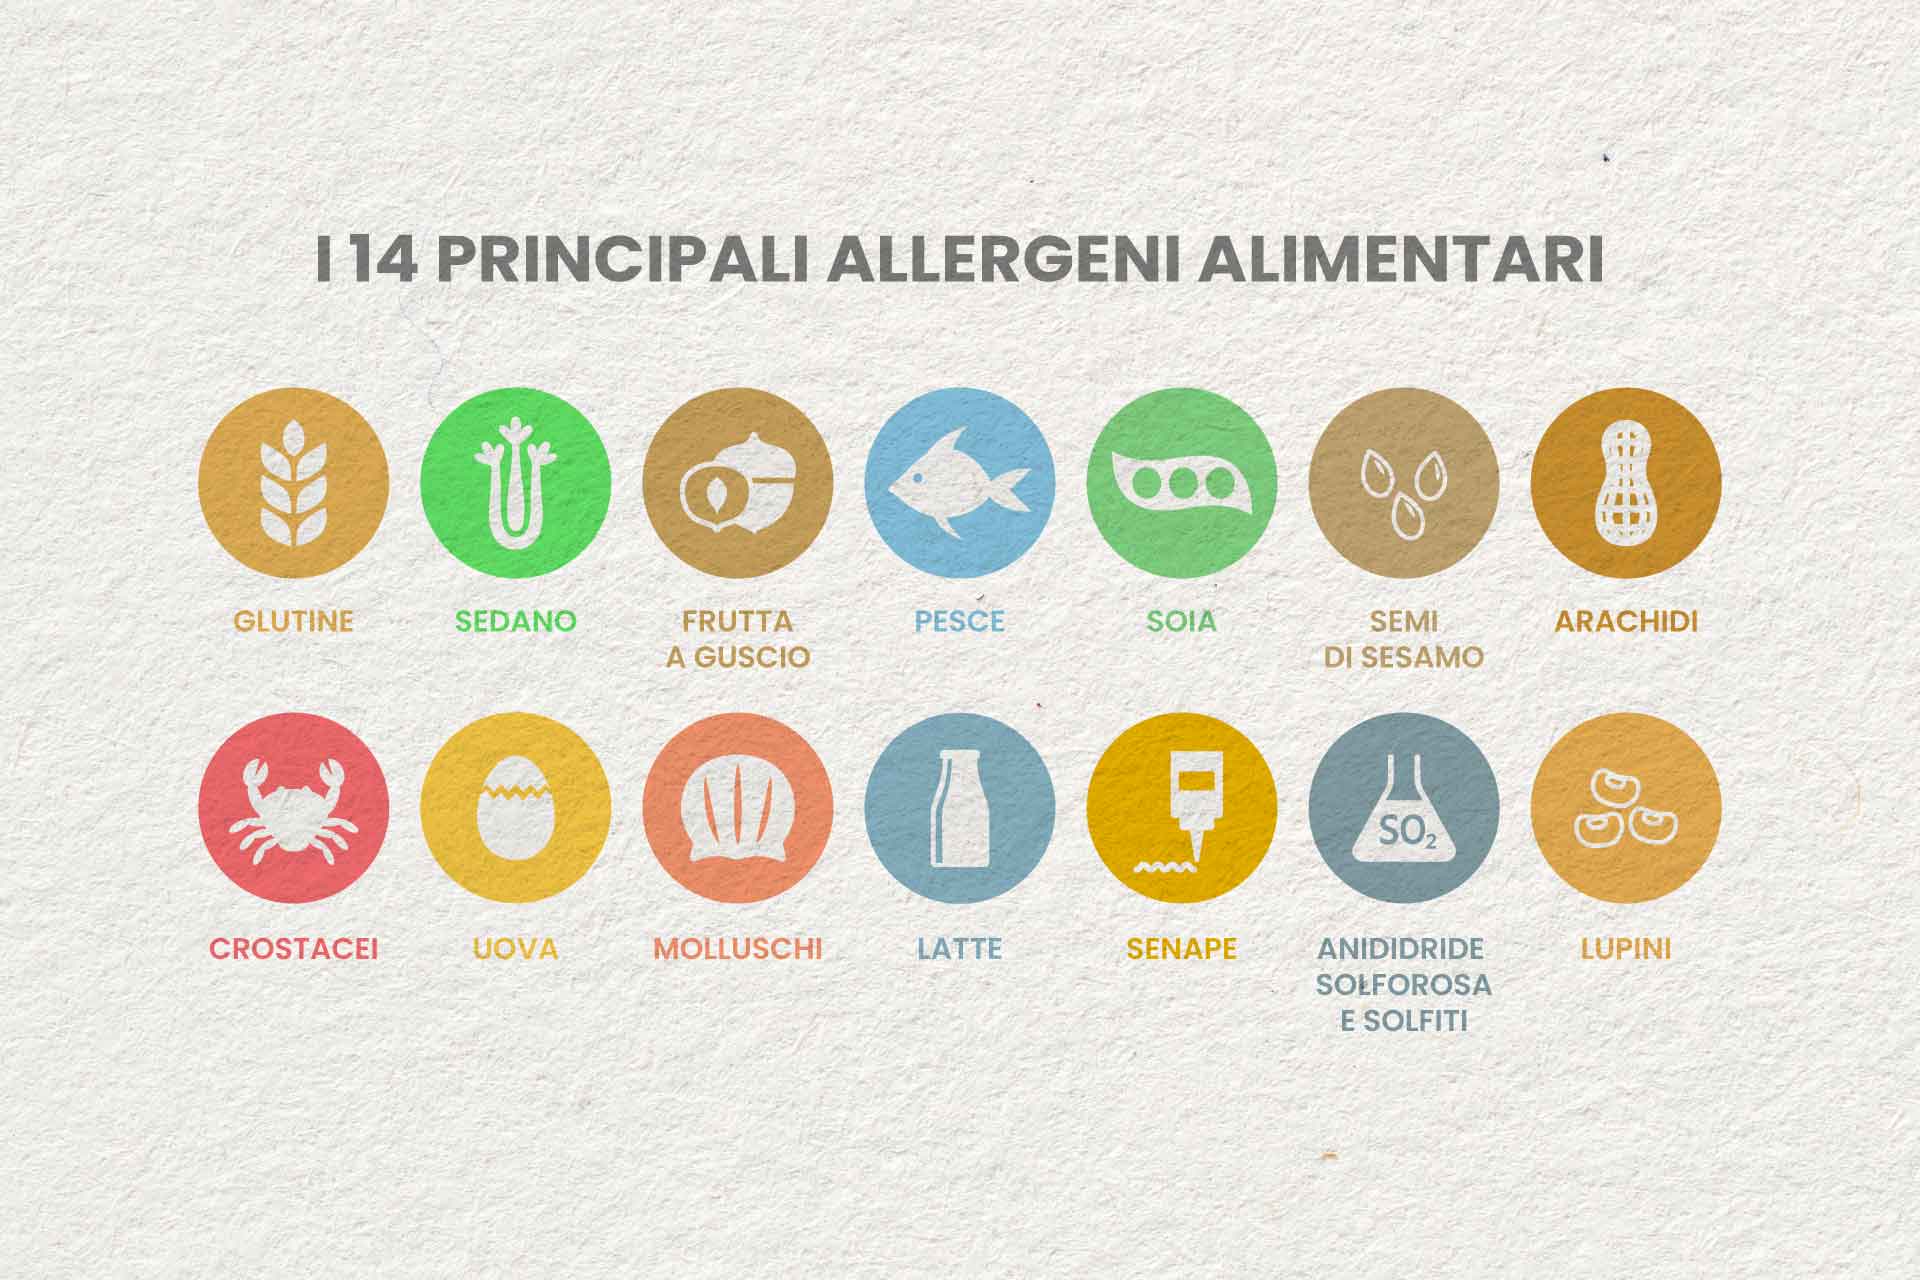 I 14 PRINCIPALI ALLERGENI ALIMENTARI
GLUTINE
SEDANO
FRUTTA
A GUSCIO
PESCE
SOIA
SEMI
DI SESAMO
ARACHIDI
CROSTACEI
UOVA
MOLLUSCHI
LATTE
SENAPE
SO₂
ANIDIDRIDE
SOLFOROSA
E SOLFITI
LUPINI